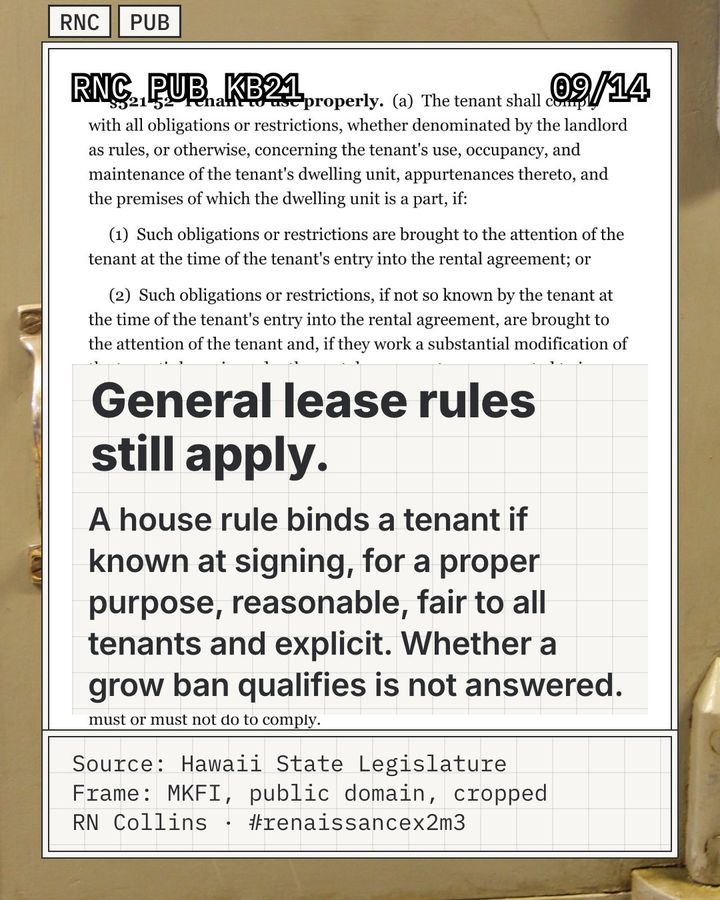 RNC PUB
RNC PUB KB21 09/14
§521-52 Tenant to use properly. (a) The tenant shall comply
with all obligations or restrictions, whether denominated by the landlord
as rules, or otherwise, concerning the tenant's use, occupancy, and
maintenance of the tenant's dwelling unit, appurtenances thereto, and
the premises of which the dwelling unit is a part, if:
(1) Such obligations or restrictions are brought to the attention of the
tenant at the time of the tenant's entry into the rental agreement; or
(2) Such obligations or restrictions, if not so known by the tenant at
the time of the tenant's entry into the rental agreement, are brought to
the attention of the tenant and, if they work a substantial modification of
General lease rules
still apply.
A house rule binds a tenant if
known at signing, for a proper
purpose, reasonable, fair to all
tenants and explicit. Whether a
grow ban qualifies is not answered.
must or must not do to comply.
Source: Hawaii State Legislature
Frame: MKFI, public domain, cropped
RN Collins · #renaissancex2m3